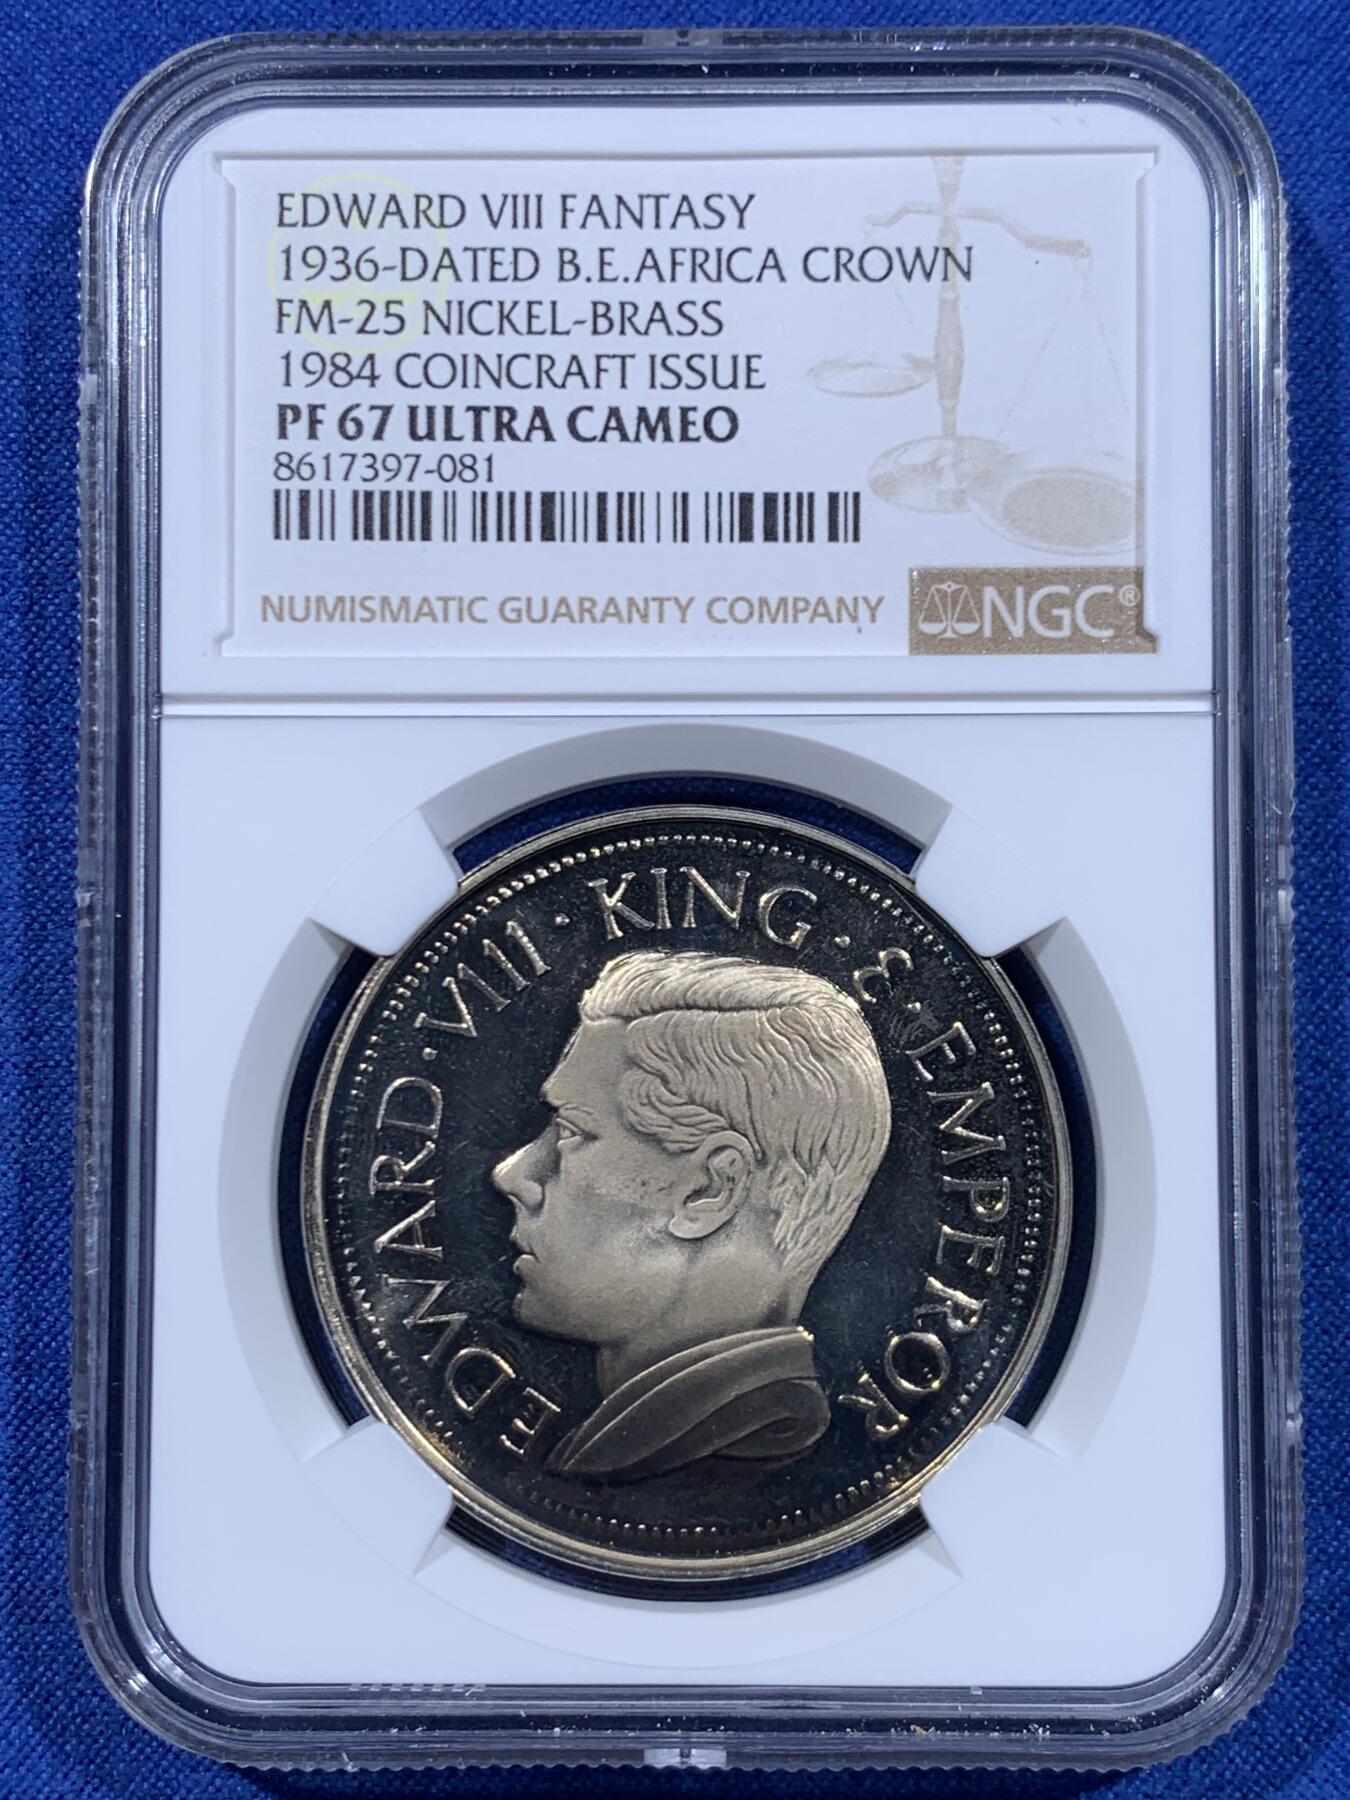 EDWARD VIII FANTASY
1936-DATED B.E.AFRICA CROWN
FM-25 NICKEL-BRASS
1984 COINCRAFT ISSUE
PF 67 ULTRA CAMEO
8617397-081
NUMISMATIC GUARANTY COMPANY
NGC®
EDWARD · VIII · KING · & · EMPEROR